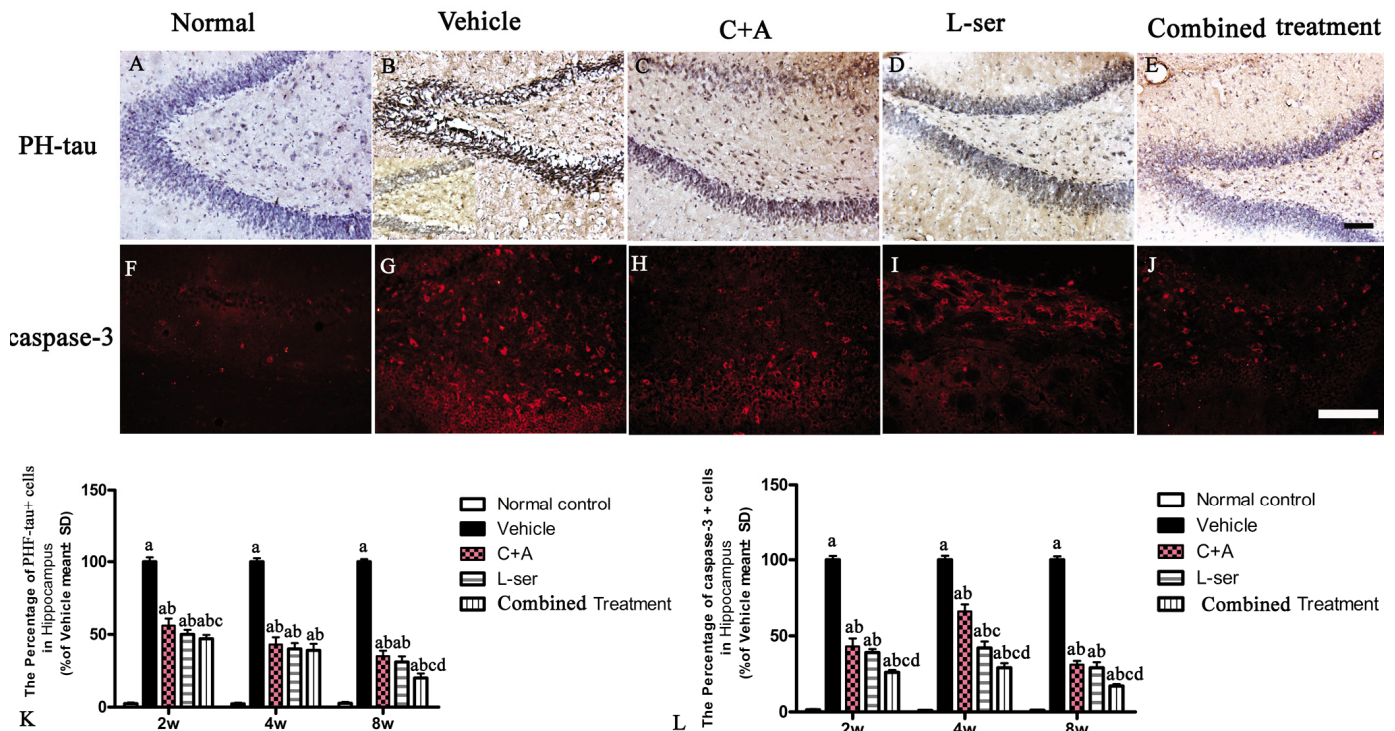 Normal
Vehicle
C+A
L-ser
Combined treatment
PH-tau
A
B
C
D
E
caspase-3
F
G
H
I
J
The Percentage of PHF-tau+ cells
in Hippocampus
(%of Vehicle mean± SD)
150
100
50
0
a
ab
ababc
a
ab
ab
ab
a
abab
abcd
2w
4w
8w
K
Normal control
Vehicle
C+A
L-ser
Combined Treatment
The Percentage of caspase-3 + cells
in Hippocampus
(%of Vehicle mean± SD)
150
100
50
0
a
ab
ab
abcd
a
ab
abc
abcd
a
ab
ab
abcd
2w
4w
8w
L
Normal control
Vehicle
C+A
L-ser
Combined Treatment